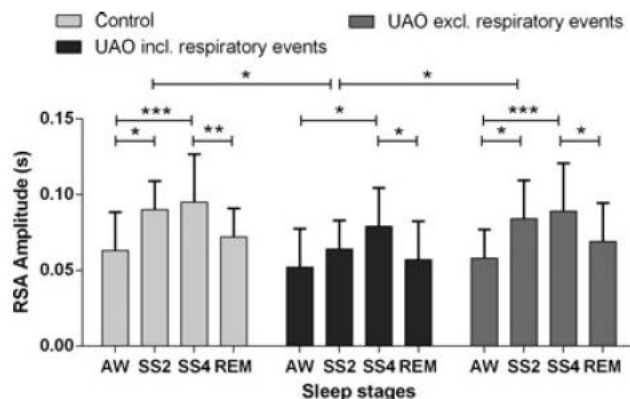 Control
UAO excl. respiratory events
UAO incl. respiratory events
* *
*** * ***
* ** * * *
0.15
0.10
0.05
0.00
RSA Amplitude (s)
AW SS2 SS4 REM AW SS2 SS4 REM AW SS2 SS4 REM
Sleep stages